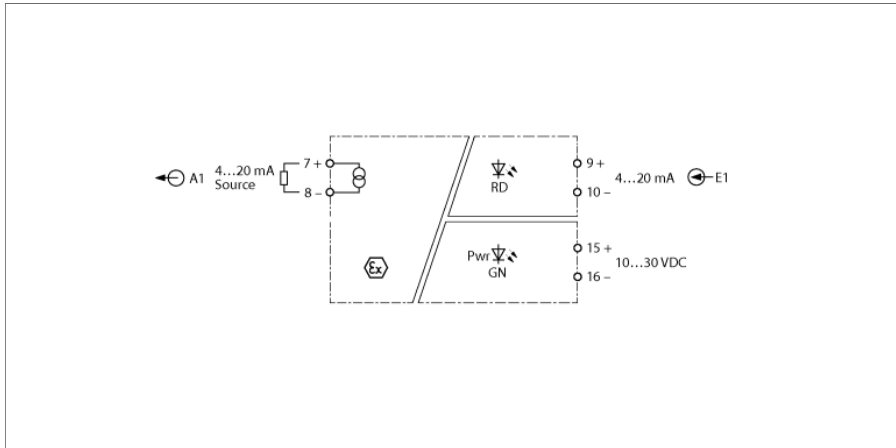 A1
4...20 mA
Source
7 +
8 –
Ex
RD
Pwr
GN
9 +
10 –
4...20 mA
E1
15 +
16 –
10...30 VDC